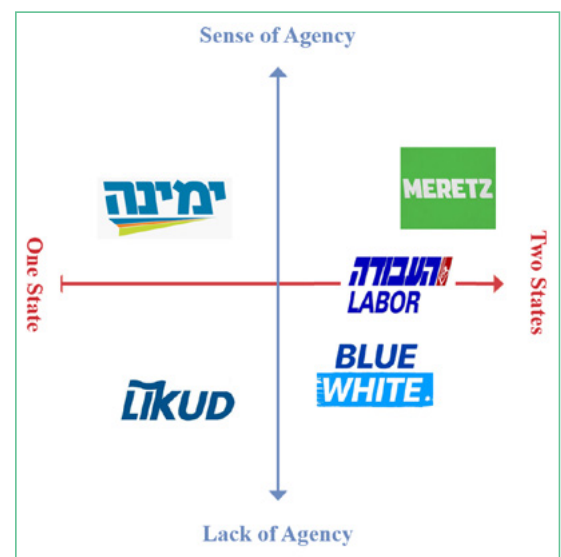 Sense of Agency
ימינה
MERETZ
One State
Two States
העבודה
LABOR
BLUE
WHITE.
LIKUD
Lack of Agency